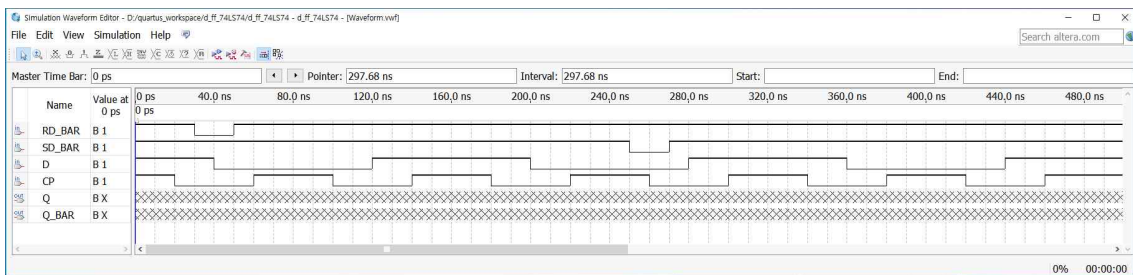 Simulation Waveform Editor - D:/quartus_workspace/d_ff_74LS74/d_ff_74LS74 - d_ff_74LS74 - [Waveform.vwf]
File Edit View Simulation Help
Search altera.com
Master Time Bar: 0 ps Pointer: 297.68 ns Interval: 297.68 ns Start: End:
Name Value at 0 ps
0 ps 40.0 ns 80.0 ns 120.0 ns 160.0 ns 200.0 ns 240.0 ns 280.0 ns 320.0 ns 360.0 ns 400.0 ns 440.0 ns 480.0 ns
0 ps
RD_BAR B 1
SD_BAR B 1
D B 1
CP B 1
Q B X
Q_BAR B X
0% 00:00:00